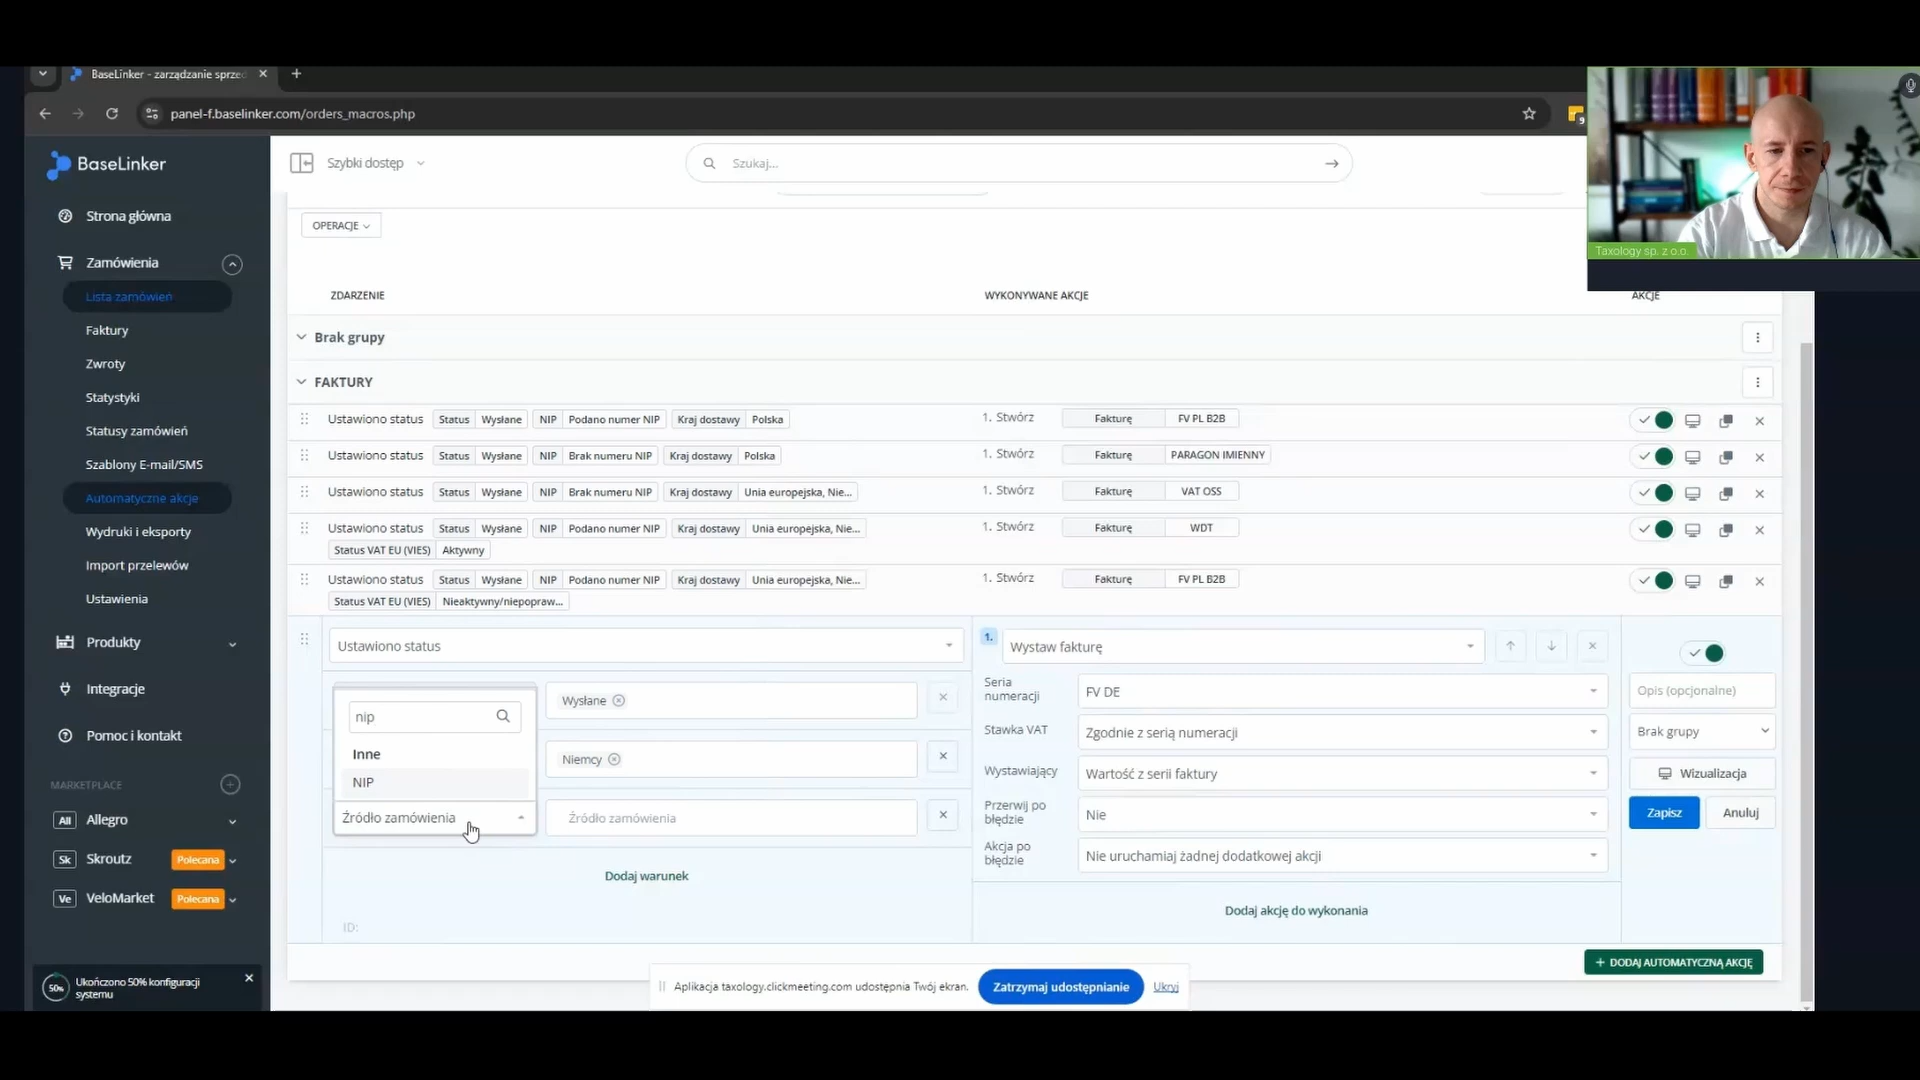 BaseLinker - zarządzanie sprzed
panel-f.baselinker.com/orders_macros.php
9
Taxology sp. z o.o.
BaseLinker
Szybki dostęp
Szukaj...
Strona główna
Zamówienia
Lista zamówień
Faktury
Zwroty
Statystyki
Statusy zamówień
Szablony E-mail/SMS
Automatyczne akcje
Wydruki i eksporty
Import przelewów
Ustawienia
Produkty
Integracje
Pomoc i kontakt
MARKETPLACE
All Allegro
Sk Skroutz Polecana
Ve VeloMarket Polecana
50% Ukończono 50% konfiguracji
systemu
OPERACJE
ZDARZENIE WYKONYWANE AKCJE AKCJE
Brak grupy
FAKTURY
Ustawiono status Status Wysłane NIP Podano numer NIP Kraj dostawy Polska 1. Stwórz Fakturę FV PL B2B
Ustawiono status Status Wysłane NIP Brak numeru NIP Kraj dostawy Polska 1. Stwórz Fakturę PARAGON IMIENNY
Ustawiono status Status Wysłane NIP Brak numeru NIP Kraj dostawy Unia europejska, Nie... 1. Stwórz Fakturę VAT OSS
Ustawiono status Status Wysłane NIP Podano numer NIP Kraj dostawy Unia europejska, Nie... 1. Stwórz Fakturę WDT
Status VAT EU (VIES) Aktywny
Ustawiono status Status Wysłane NIP Podano numer NIP Kraj dostawy Unia europejska, Nie... 1. Stwórz Fakturę FV PL B2B
Status VAT EU (VIES) Nieaktywny/niepopraw...
Ustawiono status
Wysłane
nip
Inne
NIP
Niemcy
Źródło zamówienia Źródło zamówienia
Dodaj warunek
ID:
1. Wystaw fakturę
Seria
numeracji FV DE
Stawka VAT Zgodnie z serią numeracji
Wystawiający Wartość z serii faktury
Przerwij po
błędzie Nie
Akcja po
błędzie Nie uruchamiaj żadnej dodatkowej akcji
Dodaj akcję do wykonania
Opis (opcjonalne)
Brak grupy
Wizualizacja
Zapisz Anuluj
+ DODAJ AUTOMATYCZNĄ AKCJĘ
Aplikacja taxology.clickmeeting.com udostępnia Twój ekran. Zatrzymaj udostępnianie Ukryj